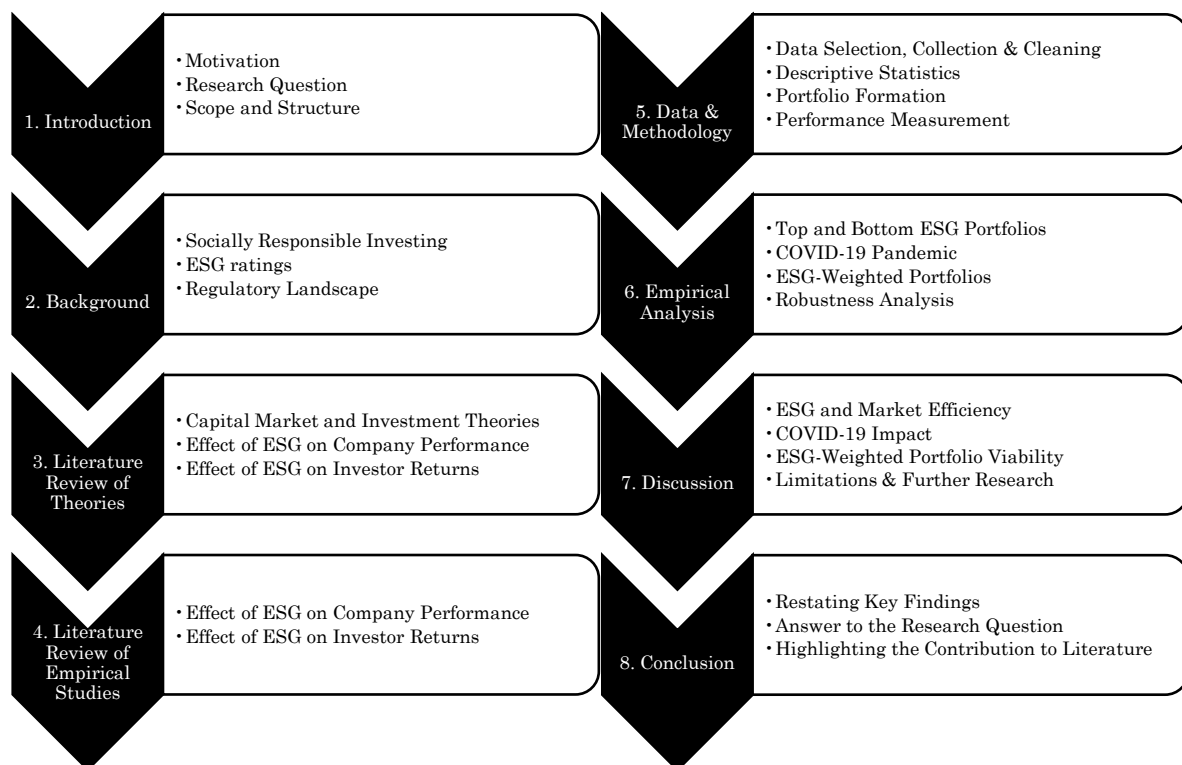 1. Introduction
• Motivation
• Research Question
• Scope and Structure
2. Background
• Socially Responsible Investing
• ESG ratings
• Regulatory Landscape
3. Literature
Review of
Theories
• Capital Market and Investment Theories
• Effect of ESG on Company Performance
• Effect of ESG on Investor Returns
4. Literature
Review of
Empirical
Studies
• Effect of ESG on Company Performance
• Effect of ESG on Investor Returns
5. Data &
Methodology
• Data Selection, Collection & Cleaning
• Descriptive Statistics
• Portfolio Formation
• Performance Measurement
6. Empirical
Analysis
• Top and Bottom ESG Portfolios
• COVID-19 Pandemic
• ESG-Weighted Portfolios
• Robustness Analysis
7. Discussion
• ESG and Market Efficiency
• COVID-19 Impact
• ESG-Weighted Portfolio Viability
• Limitations & Further Research
8. Conclusion
• Restating Key Findings
• Answer to the Research Question
• Highlighting the Contribution to Literature